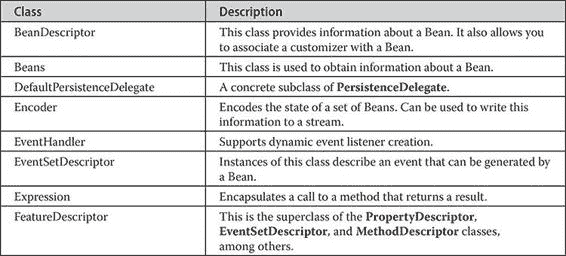 Class Description
BeanDescriptor This class provides information about a Bean. It also allows you
to associate a customizer with a Bean.
Beans This class is used to obtain information about a Bean.
DefaultPersistenceDelegate A concrete subclass of PersistenceDelegate.
Encoder Encodes the state of a set of Beans. Can be used to write this
information to a stream.
EventHandler Supports dynamic event listener creation.
EventSetDescriptor Instances of this class describe an event that can be generated by
a Bean.
Expression Encapsulates a call to a method that returns a result.
FeatureDescriptor This is the superclass of the PropertyDescriptor,
EventSetDescriptor, and MethodDescriptor classes,
among others.